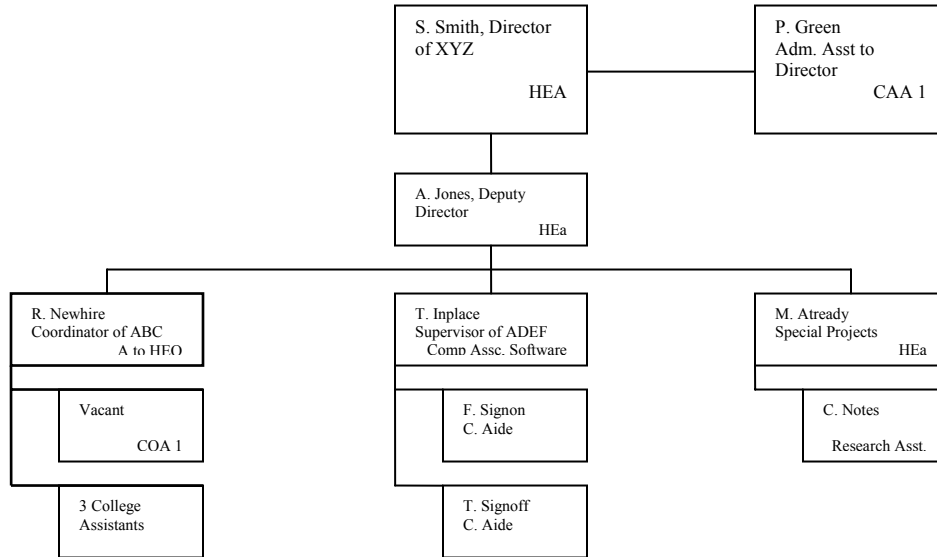 S. Smith, Director
of XYZ
HEA
P. Green
Adm. Asst to
Director
CAA 1
A. Jones, Deputy
Director
HEa
R. Newhire
Coordinator of ABC
A to HEO
T. Inplace
Supervisor of ADEF
Comp Assc. Software
M. Atready
Special Projects
HEa
Vacant
COA 1
F. Signon
C. Aide
C. Notes
Research Asst.
3 College
Assistants
T. Signoff
C. Aide